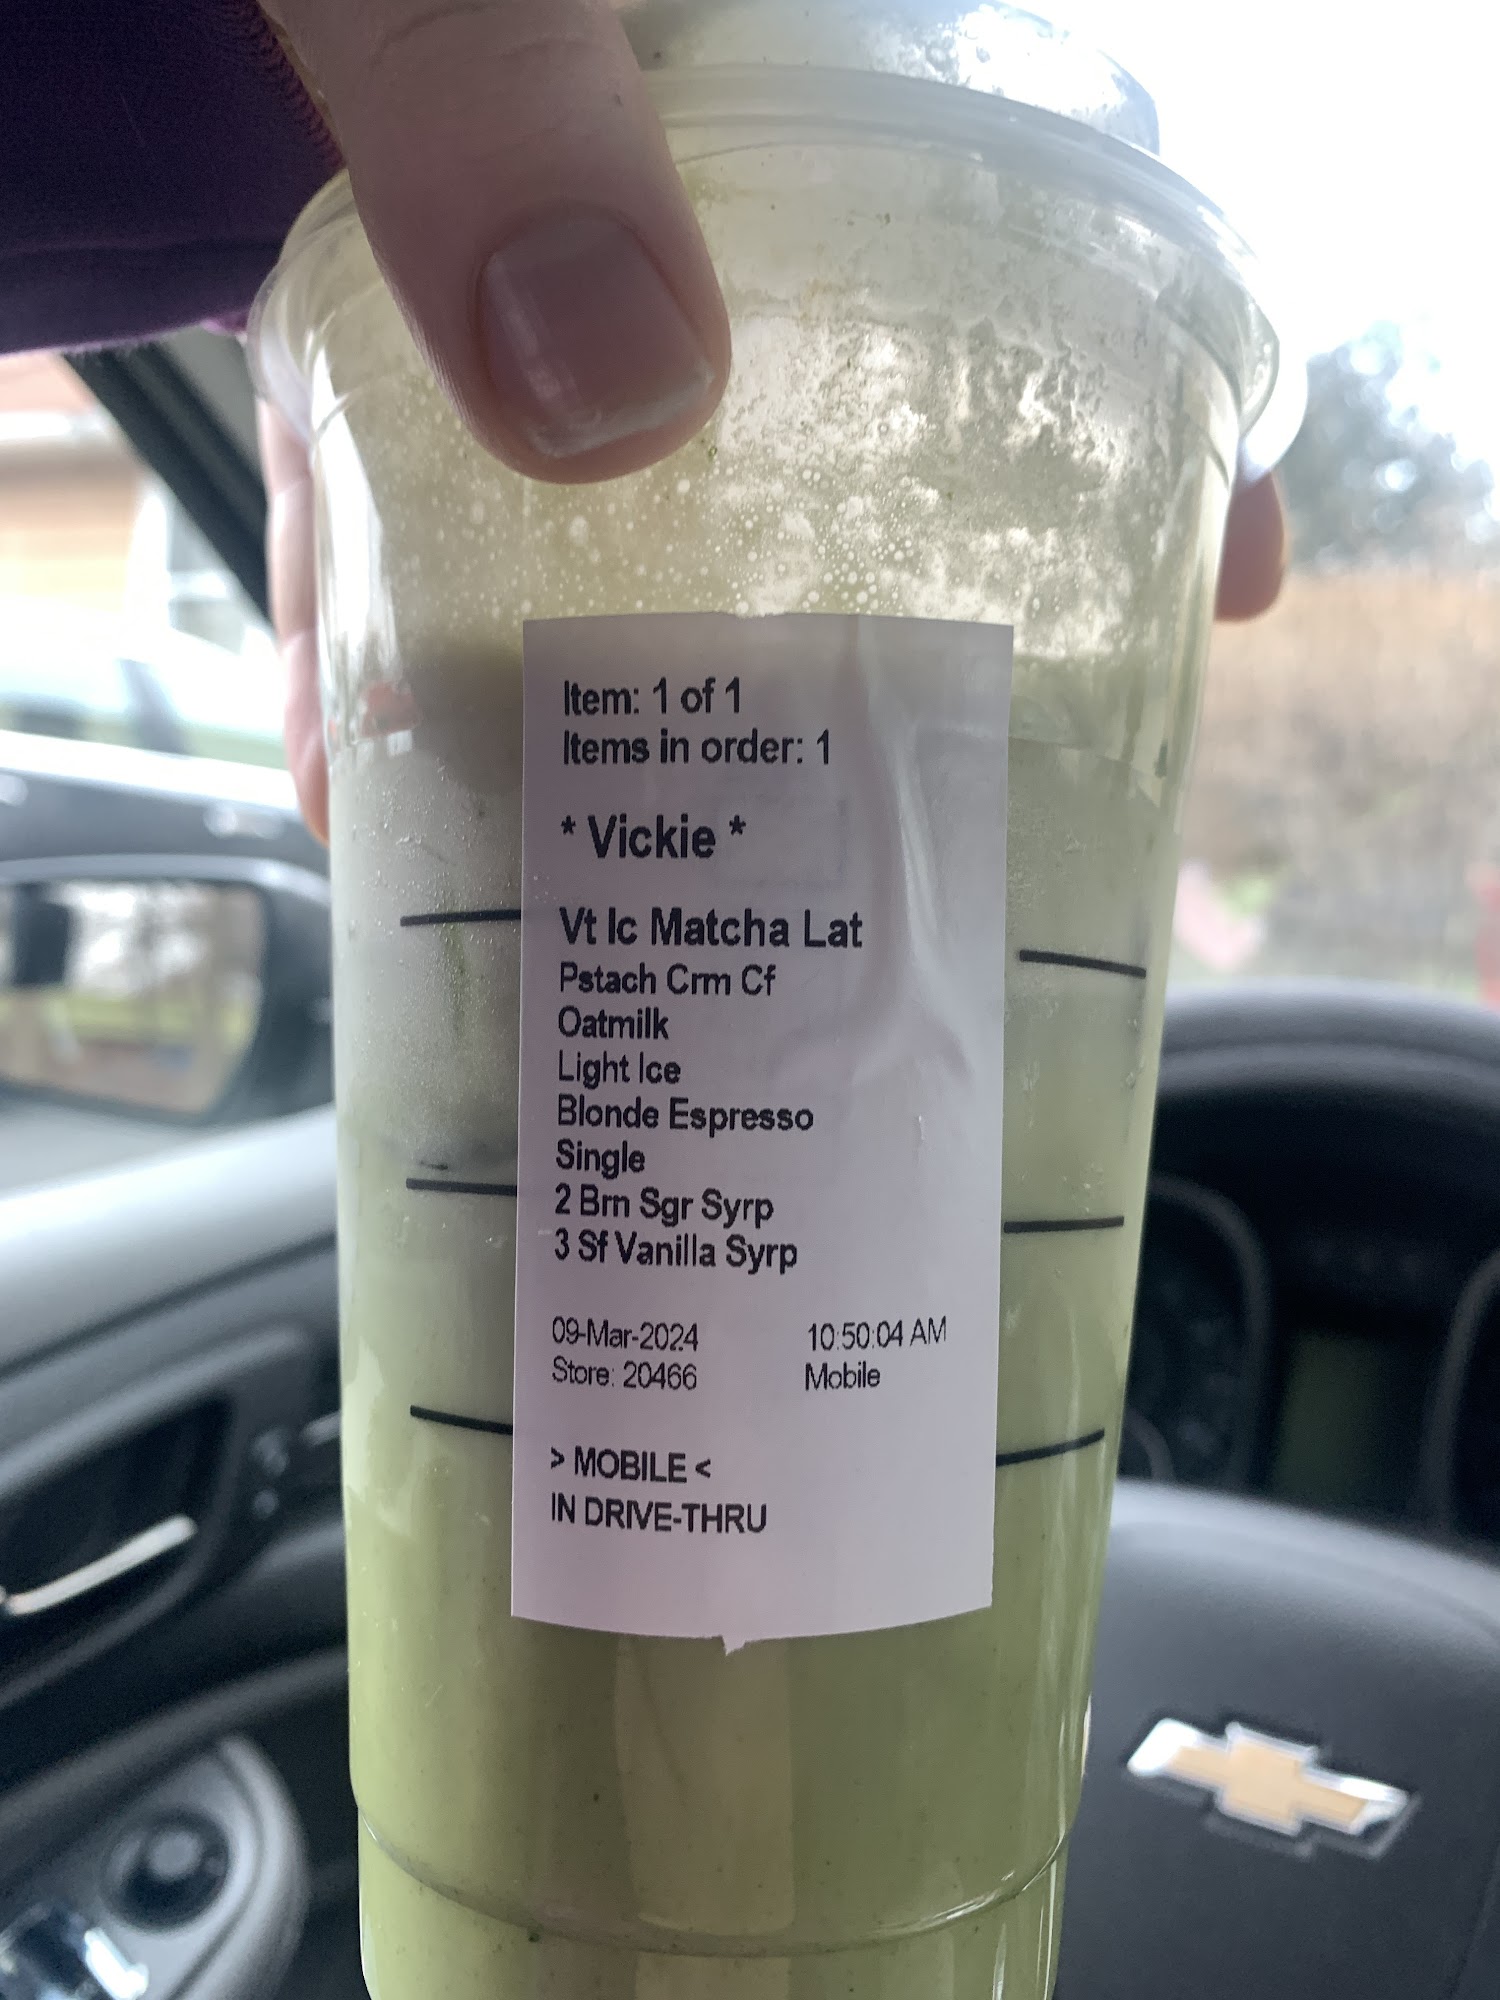 Item: 1 of 1
Items in order: 1
* Vickie *
Vt Ic Matcha Lat
Pstach Crm Cf
Oatmilk
Light Ice
Blonde Espresso
Single
2 Brn Sgr Syrp
3 Sf Vanilla Syrp
09-Mar-2024 10:50:04 AM
Store: 20466 Mobile
> MOBILE <
IN DRIVE-THRU